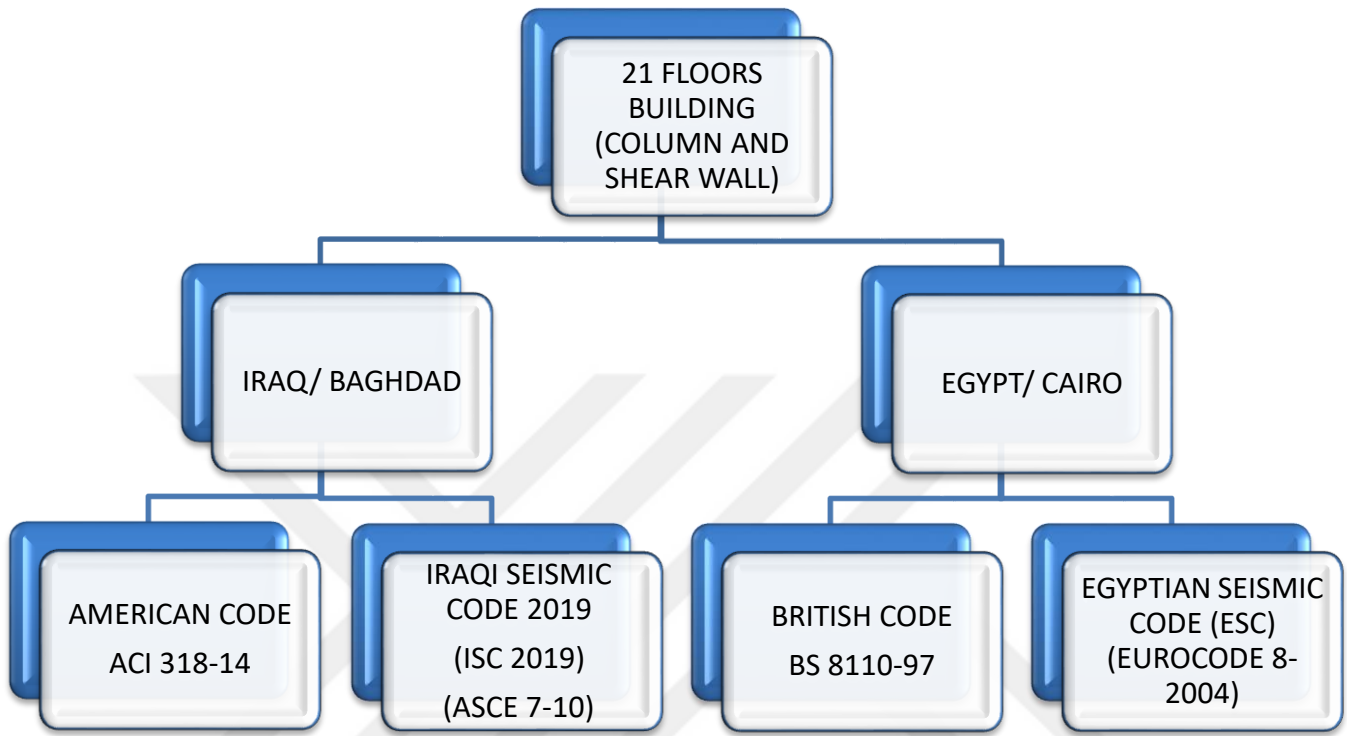 21 FLOORS
BUILDING
(COLUMN AND
SHEAR WALL)
IRAQ/ BAGHDAD
EGYPT/ CAIRO
AMERICAN CODE
ACI 318-14
IRAQI SEISMIC
CODE 2019
(ISC 2019)
(ASCE 7-10)
BRITISH CODE
BS 8110-97
EGYPTIAN SEISMIC
CODE (ESC)
(EUROCODE 8-
2004)